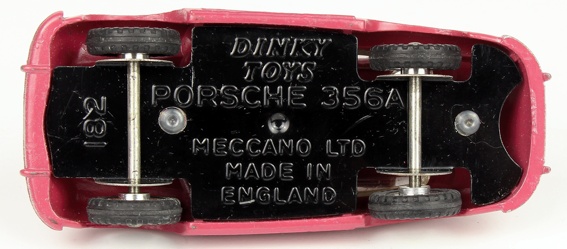 DINKY
TOYS
PORSCHE 356A
182
MECCANO LTD
MADE IN
ENGLAND